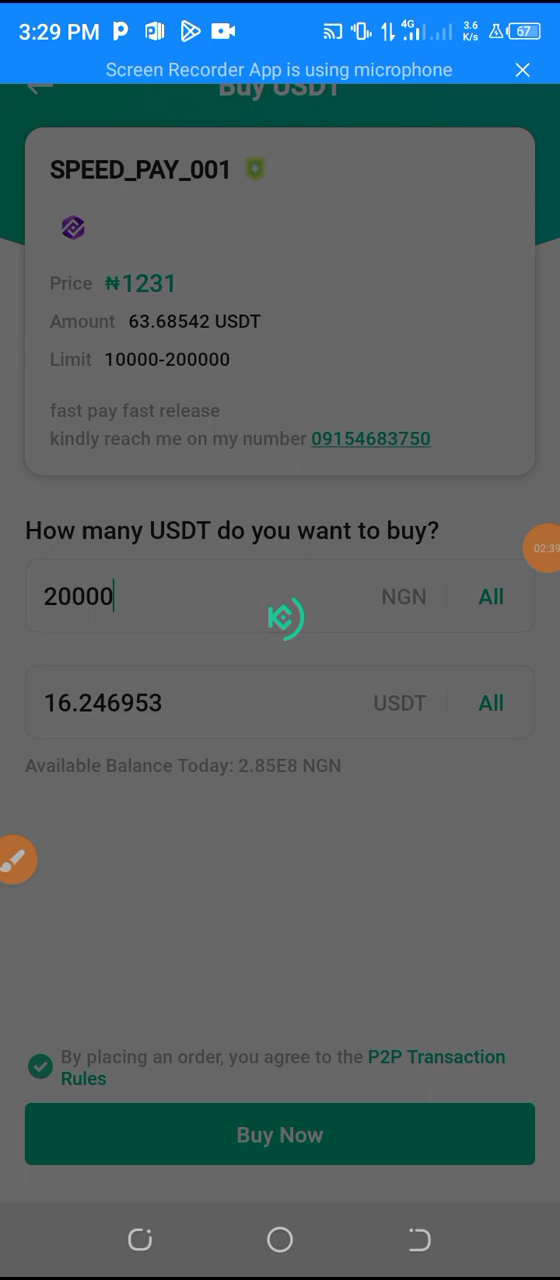 3:29 PM 4G 3.6 K/s 67
Screen Recorder App is using microphone
Buy USDT
SPEED_PAY_001
Price ₦1231
Amount 63.68542 USDT
Limit 10000-200000
fast pay fast release
kindly reach me on my number 09154683750
How many USDT do you want to buy?
02:39
20000 NGN All
16.246953 USDT All
Available Balance Today: 2.85E8 NGN
By placing an order, you agree to the P2P Transaction
Rules
Buy Now